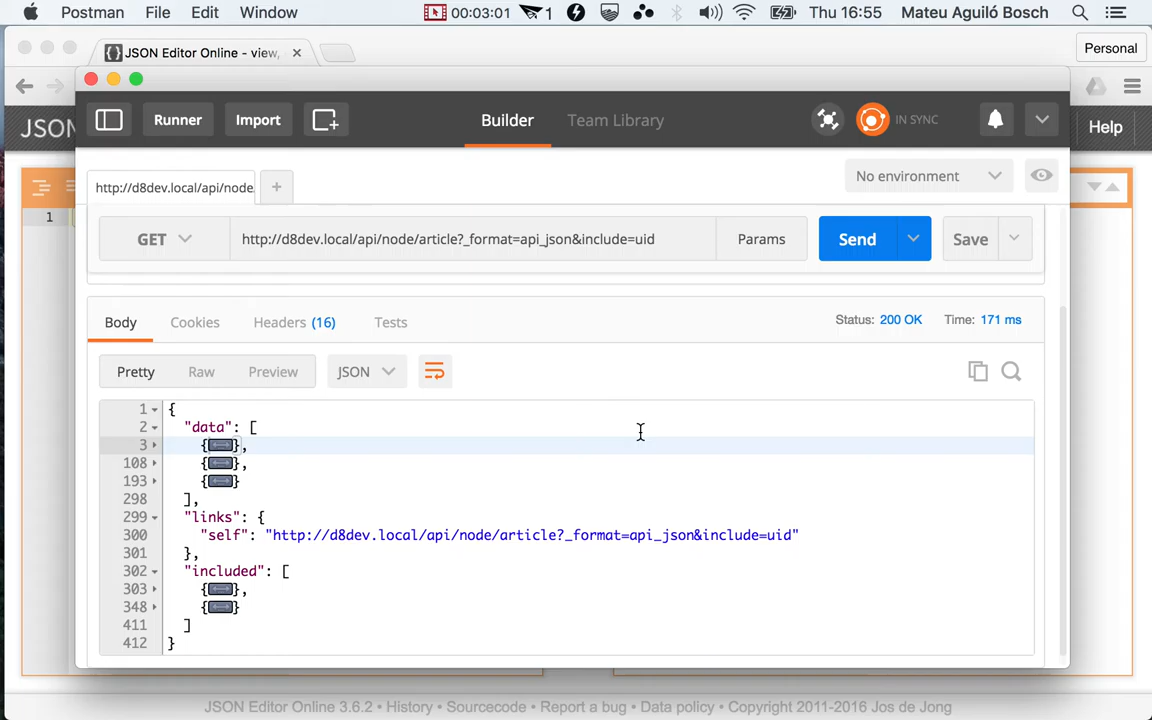 Postman File Edit Window 00:03:01 1 Thu 16:55 Mateu Aguiló Bosch
JSON Editor Online - view, Personal
Runner Import Builder Team Library IN SYNC
JSON Help
http://d8dev.local/api/node. + No environment
1
GET http://d8dev.local/api/node/article?_format=api_json&include=uid Params Send Save
Body Cookies Headers (16) Tests Status: 200 OK Time: 171 ms
Pretty Raw Preview JSON
1 {
2 "data": [
3 {↔},
108 {↔},
193 {↔}
298 ],
299 "links": {
300 "self": "http://d8dev.local/api/node/article?_format=api_json&include=uid"
301 },
302 "included": [
303 {↔},
348 {↔}
411 ]
412 }
JSON Editor Online 3.6.2 • History • Sourcecode • Report a bug • Data policy • Copyright 2011-2016 Jos de Jong